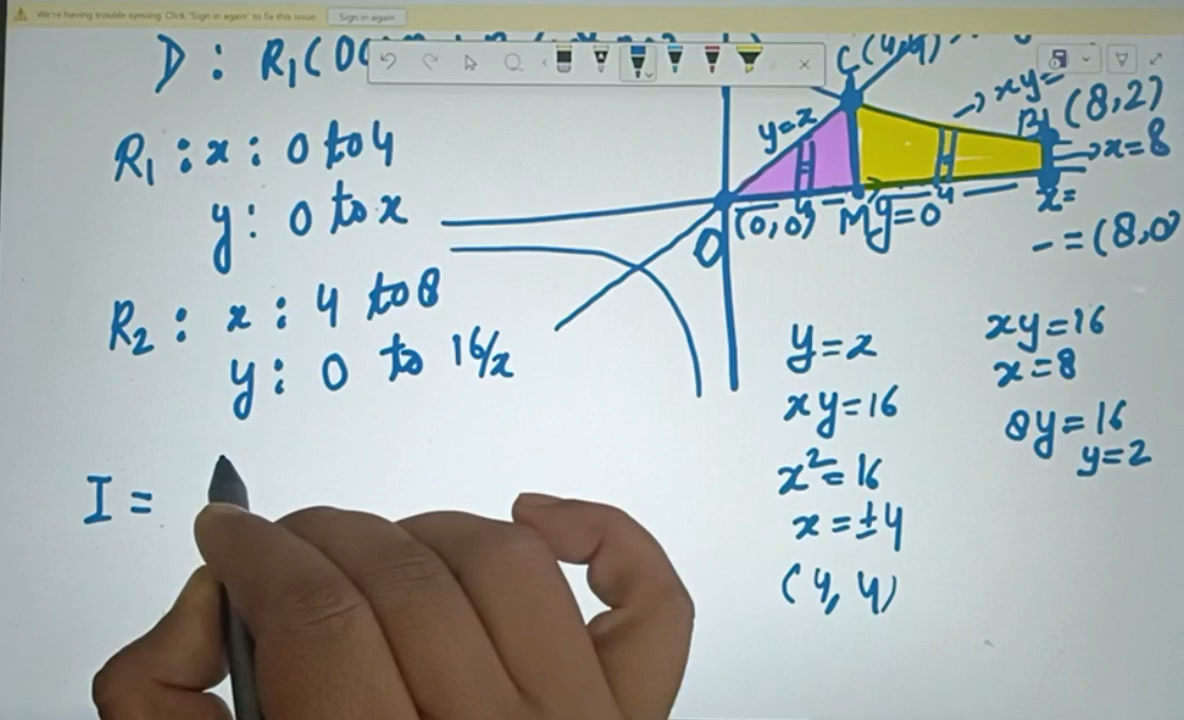 We're having trouble syncing. Click "Sign in again" to fix this issue. Sign in again
D : R₁(
C(4,4)
R₁ : x : 0 to 4
y : 0 to x
R₂ : x : 4 to 8
y : 0 to 16/x
I =
y=x
xy=
(8,2)
x=8
(0,0)
M
y=0
O
x=
= (8,0)
y=x
xy=16
x²=16
x=±4
(4,4)
xy=16
x=8
8y=16
y=2